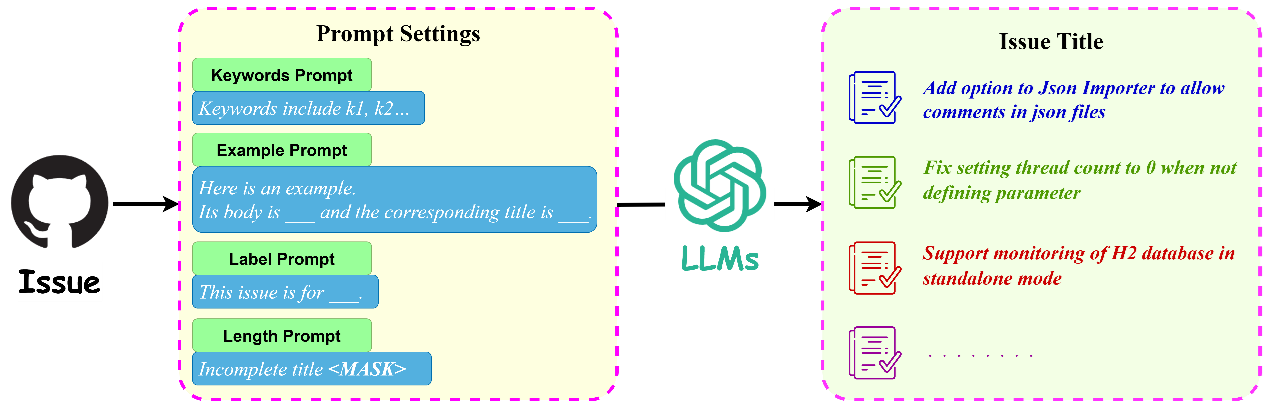 Issue
Prompt Settings
Keywords Prompt
Keywords include k1, k2...
Example Prompt
Here is an example.
Its body is ___ and the corresponding title is ___.
Label Prompt
This issue is for ___.
Length Prompt
Incomplete title <MASK>
LLMs
Issue Title
Add option to Json Importer to allow
comments in json files
Fix setting thread count to 0 when not
defining parameter
Support monitoring of H2 database in
standalone mode
. . . . . . . .